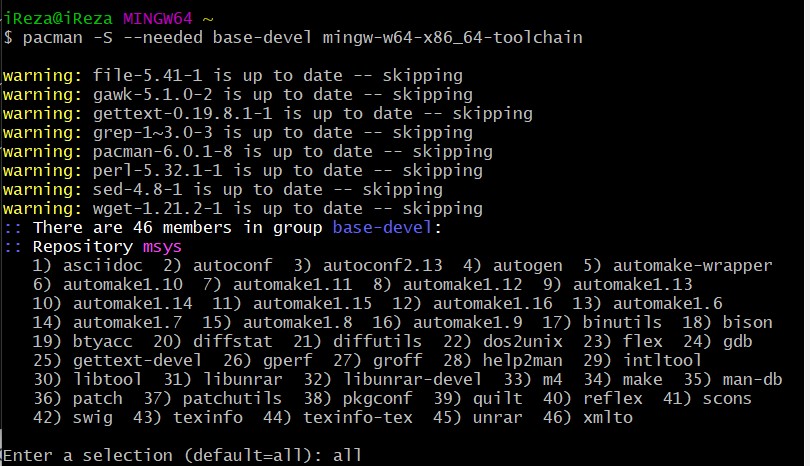 iReza@iReza MINGW64 ~
$ pacman -S --needed base-devel mingw-w64-x86_64-toolchain
warning: file-5.41-1 is up to date -- skipping
warning: gawk-5.1.0-2 is up to date -- skipping
warning: gettext-0.19.8.1-1 is up to date -- skipping
warning: grep-1~3.0-3 is up to date -- skipping
warning: pacman-6.0.1-8 is up to date -- skipping
warning: perl-5.32.1-1 is up to date -- skipping
warning: sed-4.8-1 is up to date -- skipping
warning: wget-1.21.2-1 is up to date -- skipping
:: There are 46 members in group base-devel:
:: Repository msys
1) asciidoc 2) autoconf 3) autoconf2.13 4) autogen 5) automake-wrapper
6) automake1.10 7) automake1.11 8) automake1.12 9) automake1.13
10) automake1.14 11) automake1.15 12) automake1.16 13) automake1.6
14) automake1.7 15) automake1.8 16) automake1.9 17) binutils 18) bison
19) btyacc 20) diffstat 21) diffutils 22) dos2unix 23) flex 24) gdb
25) gettext-devel 26) gperf 27) groff 28) help2man 29) intltool
30) libtool 31) libunrar 32) libunrar-devel 33) m4 34) make 35) man-db
36) patch 37) patchutils 38) pkgconf 39) quilt 40) reflex 41) scons
42) swig 43) texinfo 44) texinfo-tex 45) unrar 46) xmlto
Enter a selection (default=all): all